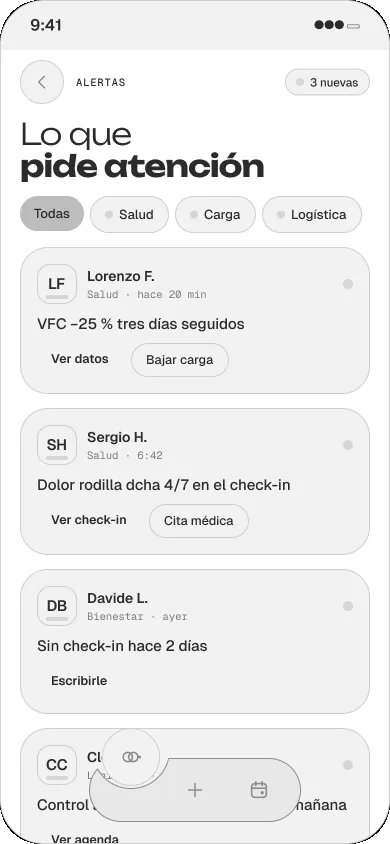 9:41
ALERTAS
3 nuevas
Lo que
pide atención
Todas
Salud
Carga
Logística
LF
Lorenzo F.
Salud · hace 20 min
VFC −25 % tres días seguidos
Ver datos
Bajar carga
SH
Sergio H.
Salud · 6:42
Dolor rodilla dcha 4/7 en el check-in
Ver check-in
Cita médica
DB
Davide L.
Bienestar · ayer
Sin check-in hace 2 días
Escribirle
CC
Control
mañana
Ver agenda